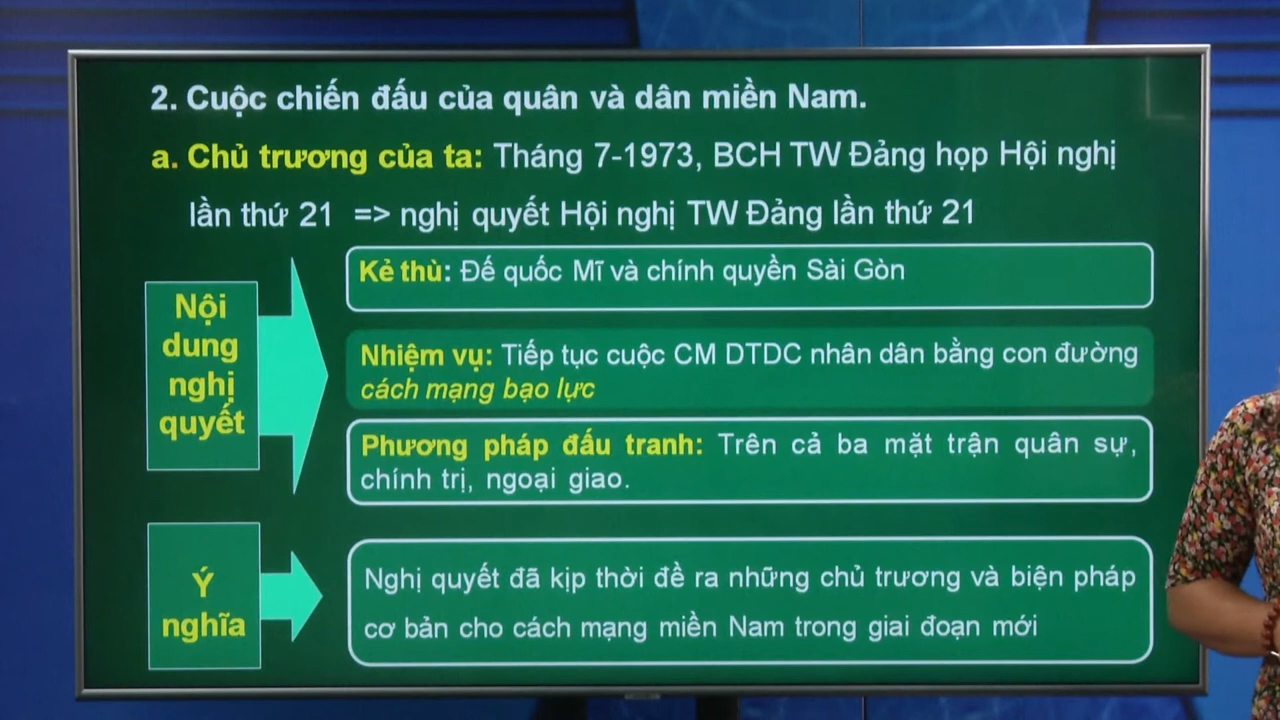 2. Cuộc chiến đấu của quân và dân miền Nam.
a. Chủ trương của ta: Tháng 7-1973, BCH TW Đảng họp Hội nghị
lần thứ 21 => nghị quyết Hội nghị TW Đảng lần thứ 21
Nội
dung
nghị
quyết
Kẻ thù: Đế quốc Mĩ và chính quyền Sài Gòn
Nhiệm vụ: Tiếp tục cuộc CM DTDC nhân dân bằng con đường
cách mạng bạo lực
Phương pháp đấu tranh: Trên cả ba mặt trận quân sự,
chính trị, ngoại giao.
Ý
nghĩa
Nghị quyết đã kịp thời đề ra những chủ trương và biện pháp
cơ bản cho cách mạng miền Nam trong giai đoạn mới